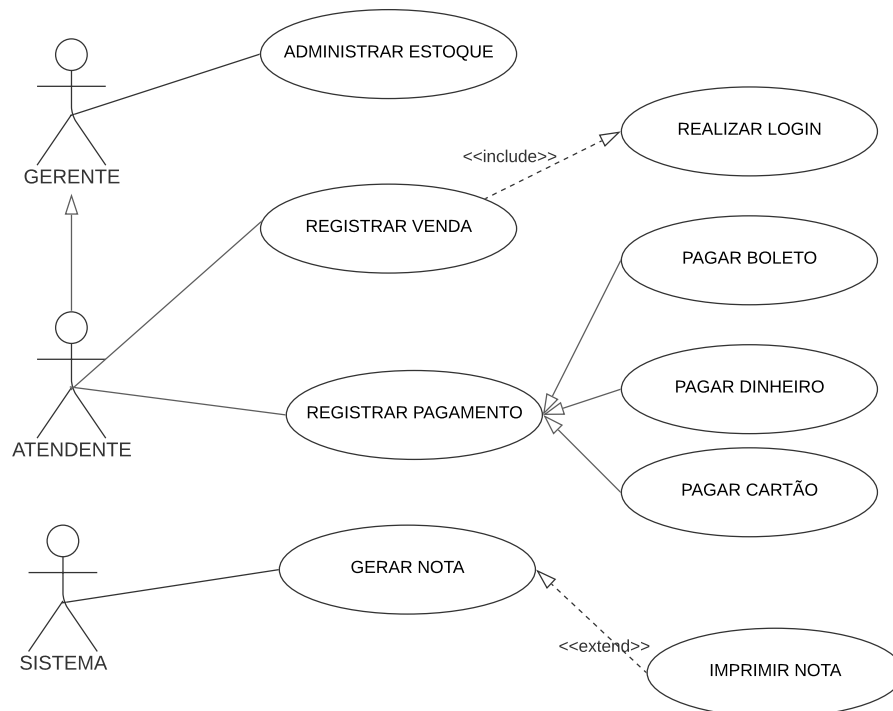 ADMINISTRAR ESTOQUE
GERENTE
<<include>>
REALIZAR LOGIN
REGISTRAR VENDA
PAGAR BOLETO
ATENDENTE
REGISTRAR PAGAMENTO
PAGAR DINHEIRO
PAGAR CARTÃO
SISTEMA
GERAR NOTA
<<extend>>
IMPRIMIR NOTA